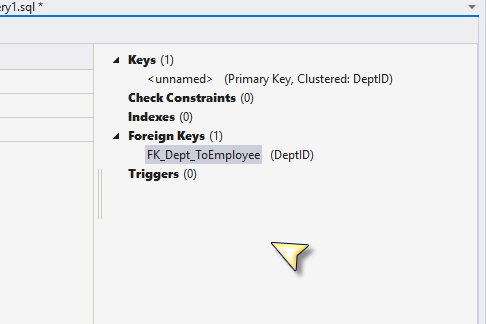 ery1.sql *
Keys (1)
<unnamed> (Primary Key, Clustered: DeptID)
Check Constraints (0)
Indexes (0)
Foreign Keys (1)
FK_Dept_ToEmployee (DeptID)
Triggers (0)